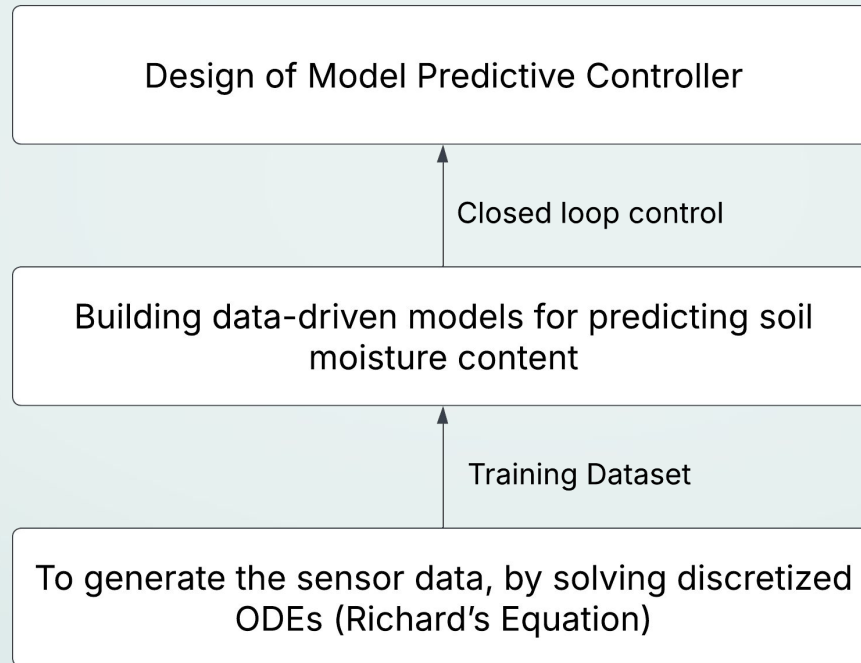 Design of Model Predictive Controller
Closed loop control
Building data-driven models for predicting soil
moisture content
Training Dataset
To generate the sensor data, by solving discretized
ODEs (Richard’s Equation)